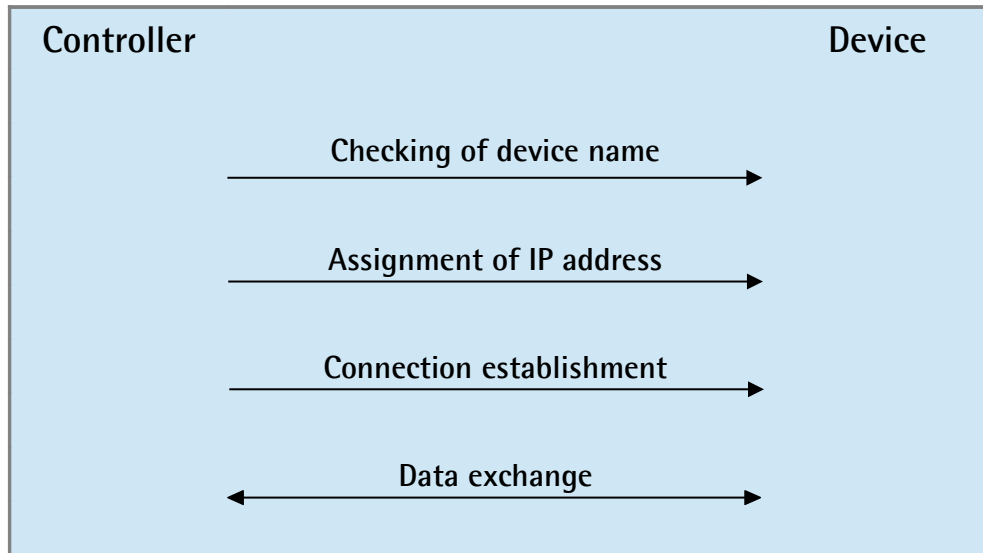 Controller
Device
Checking of device name
Assignment of IP address
Connection establishment
Data exchange